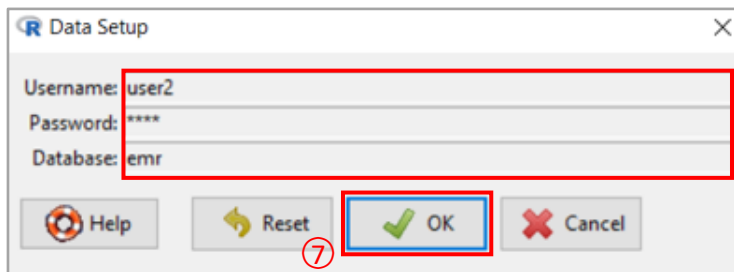 Data Setup
Username: user2
Password: ****
Database: emr
Help Reset OK Cancel
⑦